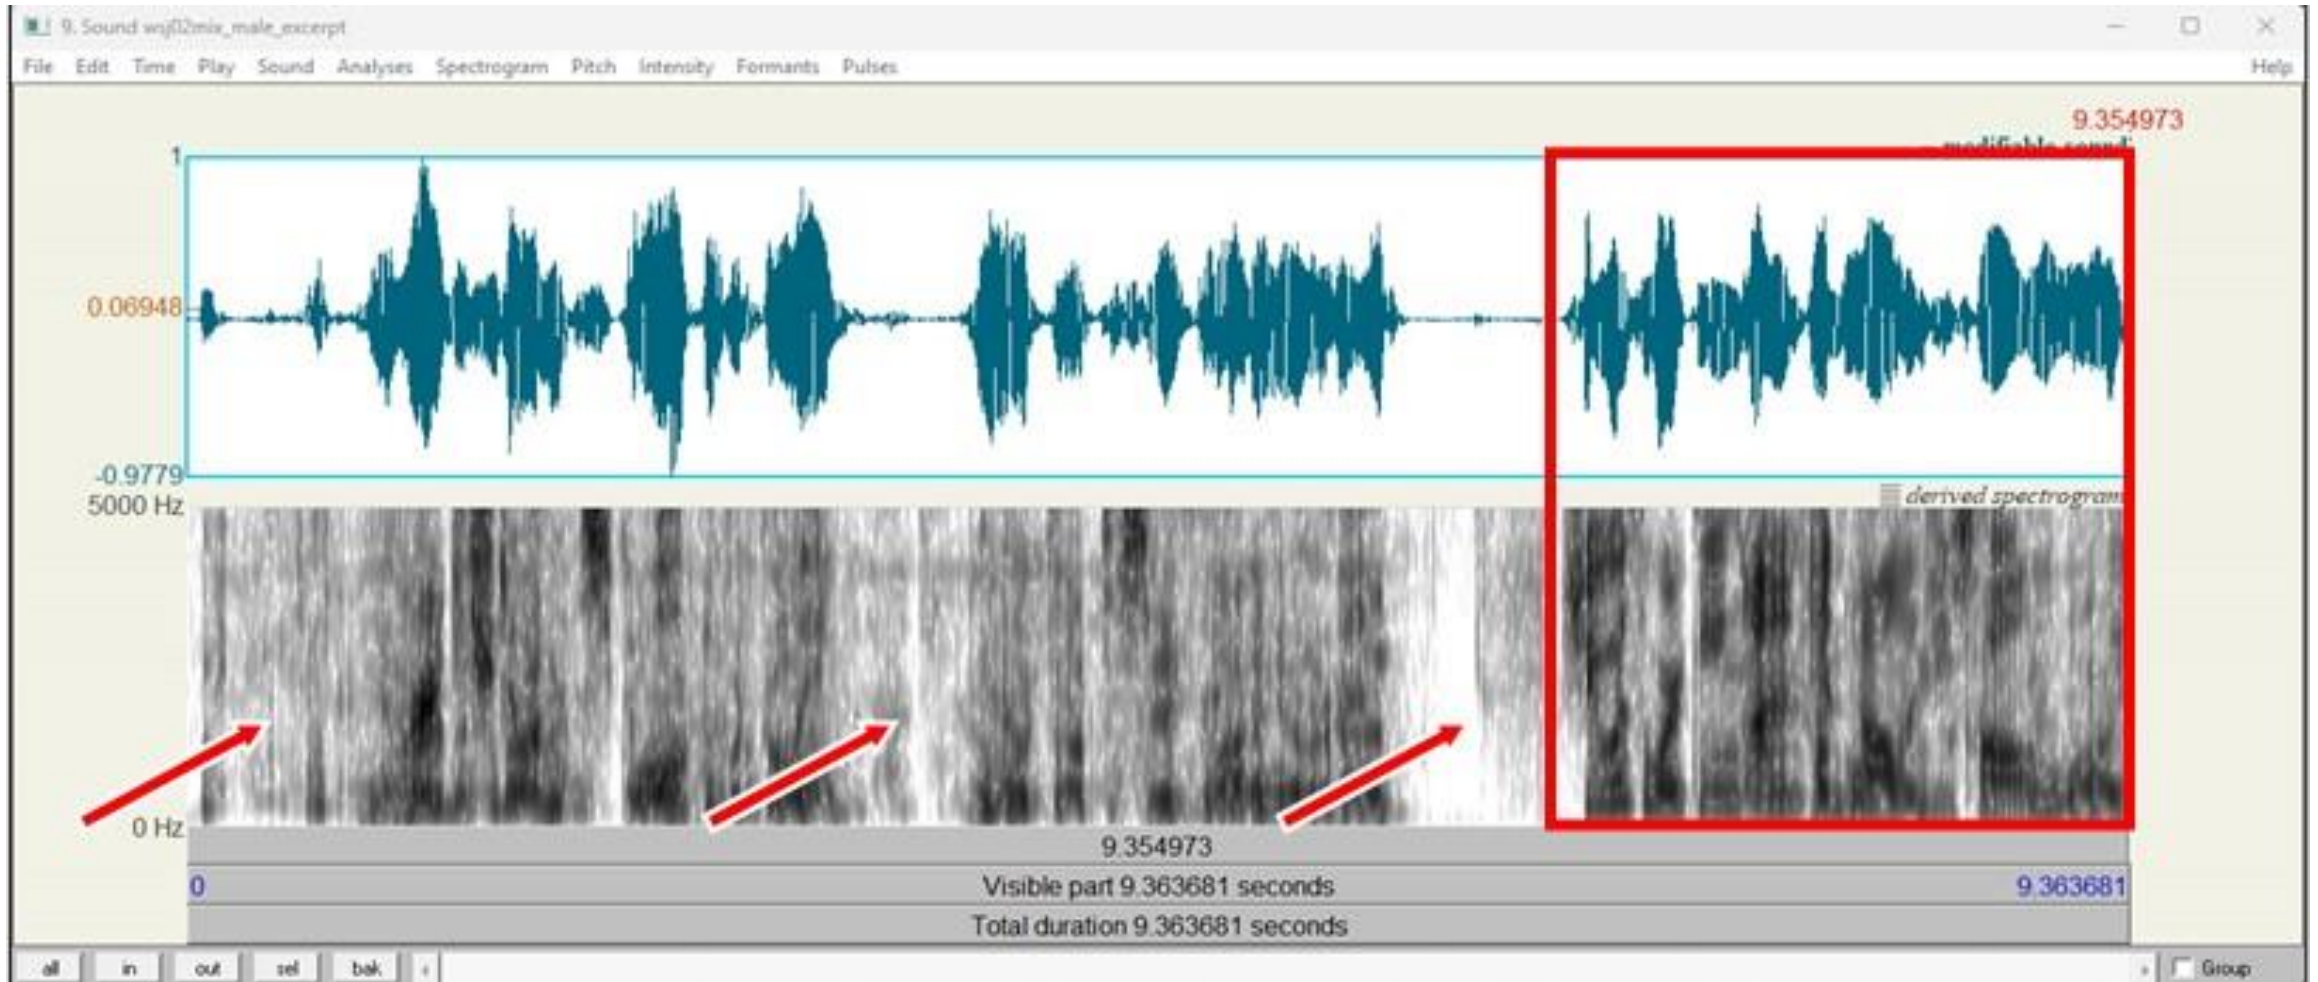 9. Sound wsj02mix_male_excerpt
File Edit Time Play Sound Analyses Spectrogram Pitch Intensity Formants Pulses Help
9.354973
modifiable sound
1
0.06948
-0.9779
5000 Hz
derived spectrogram
0 Hz
9.354973
0 Visible part 9.363681 seconds 9.363681
Total duration 9.363681 seconds
all in out sel bak Group